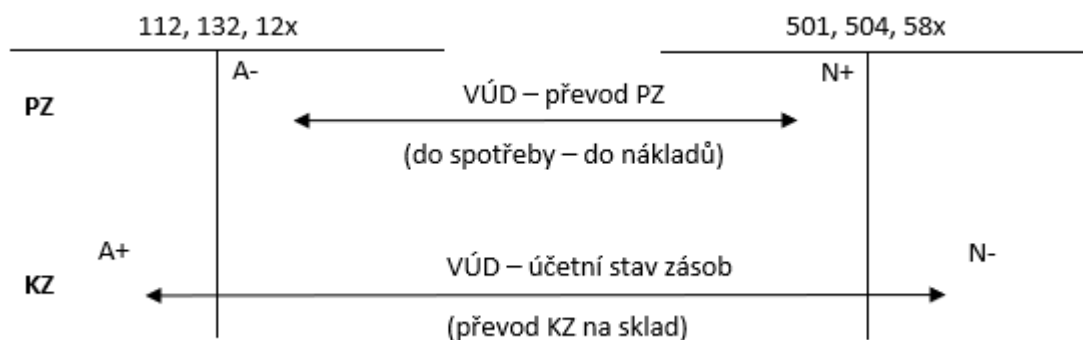 112, 132, 12x
501, 504, 58x
A-
N+
PZ
VÚD – převod PZ
(do spotřeby – do nákladů)
A+
N-
VÚD – účetní stav zásob
KZ
(převod KZ na sklad)